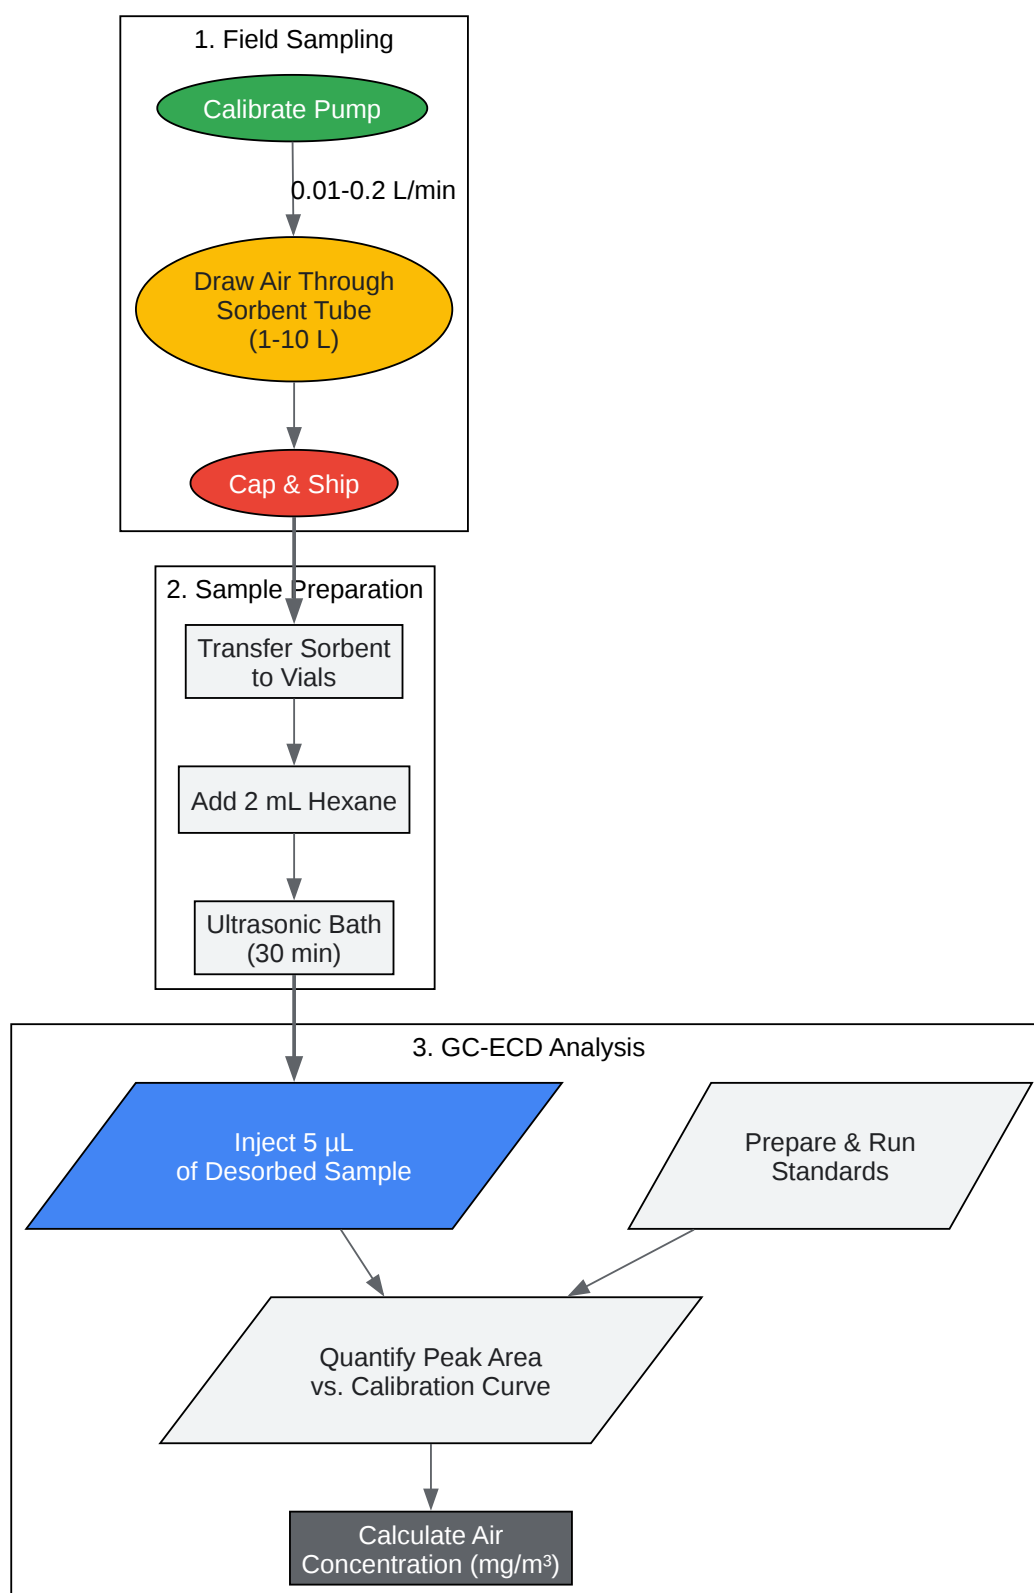 1. Field Sampling
Calibrate Pump
0.01-0.2 L/min
Draw Air Through
Sorbent Tube
(1-10 L)
Cap & Ship
2. Sample Preparation
Transfer Sorbent
to Vials
Add 2 mL Hexane
Ultrasonic Bath
(30 min)
3. GC-ECD Analysis
Inject 5 µL
of Desorbed Sample
Prepare & Run
Standards
Quantify Peak Area
vs. Calibration Curve
Calculate Air
Concentration (mg/m³)